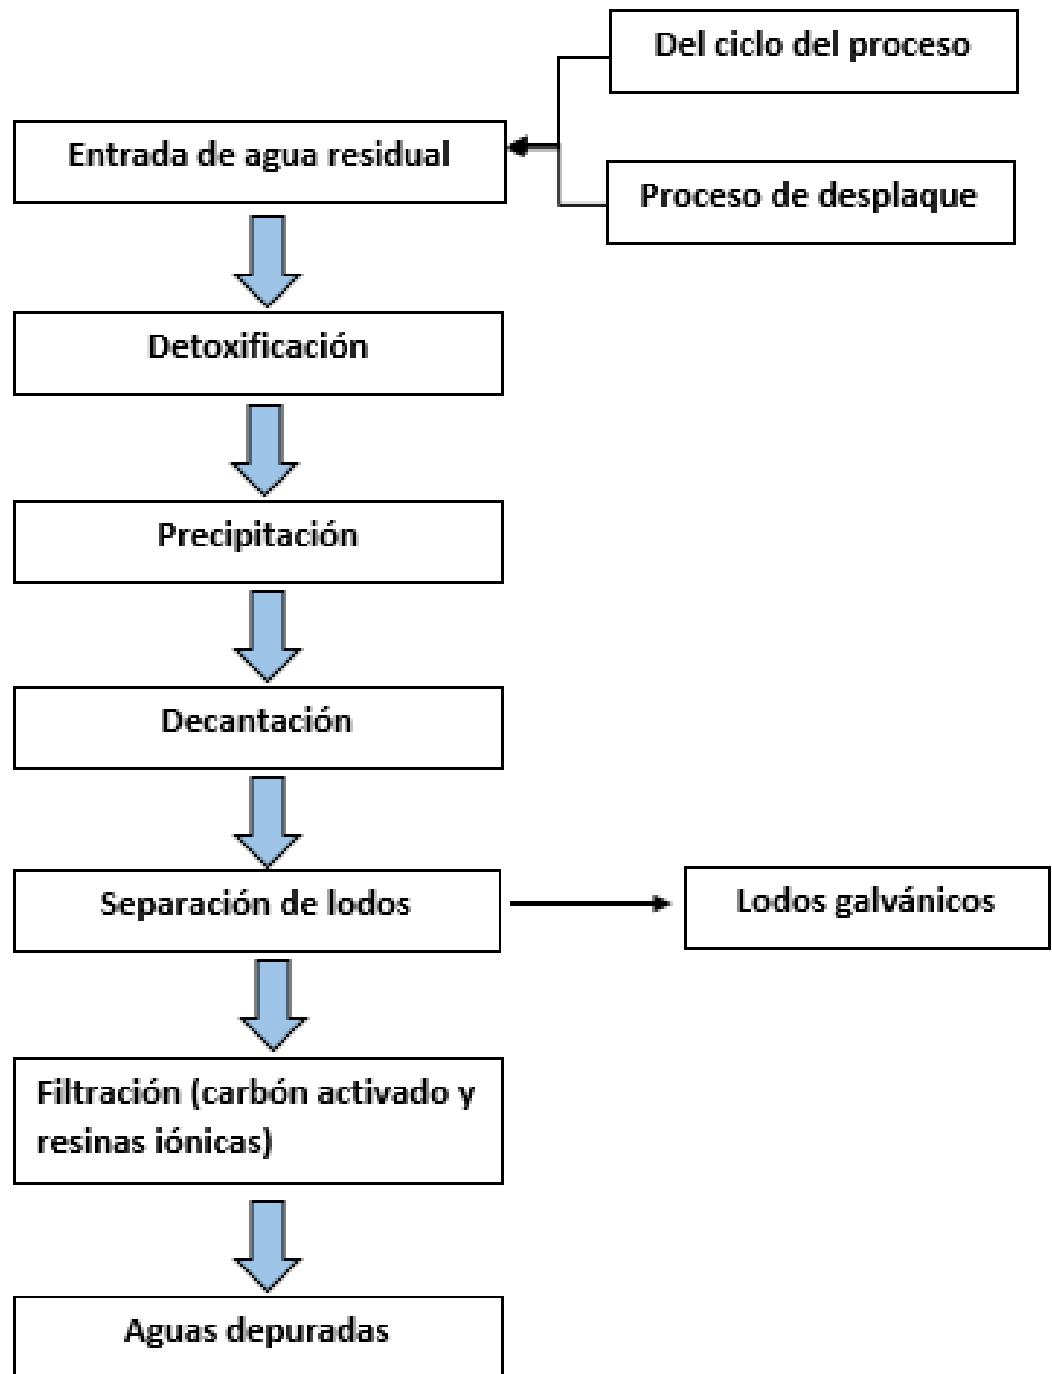 Del ciclo del proceso
Entrada de agua residual
Proceso de desplaque
Detoxificación
Precipitación
Decantación
Separación de lodos
Lodos galvánicos
Filtración (carbón activado y
resinas iónicas)
Aguas depuradas